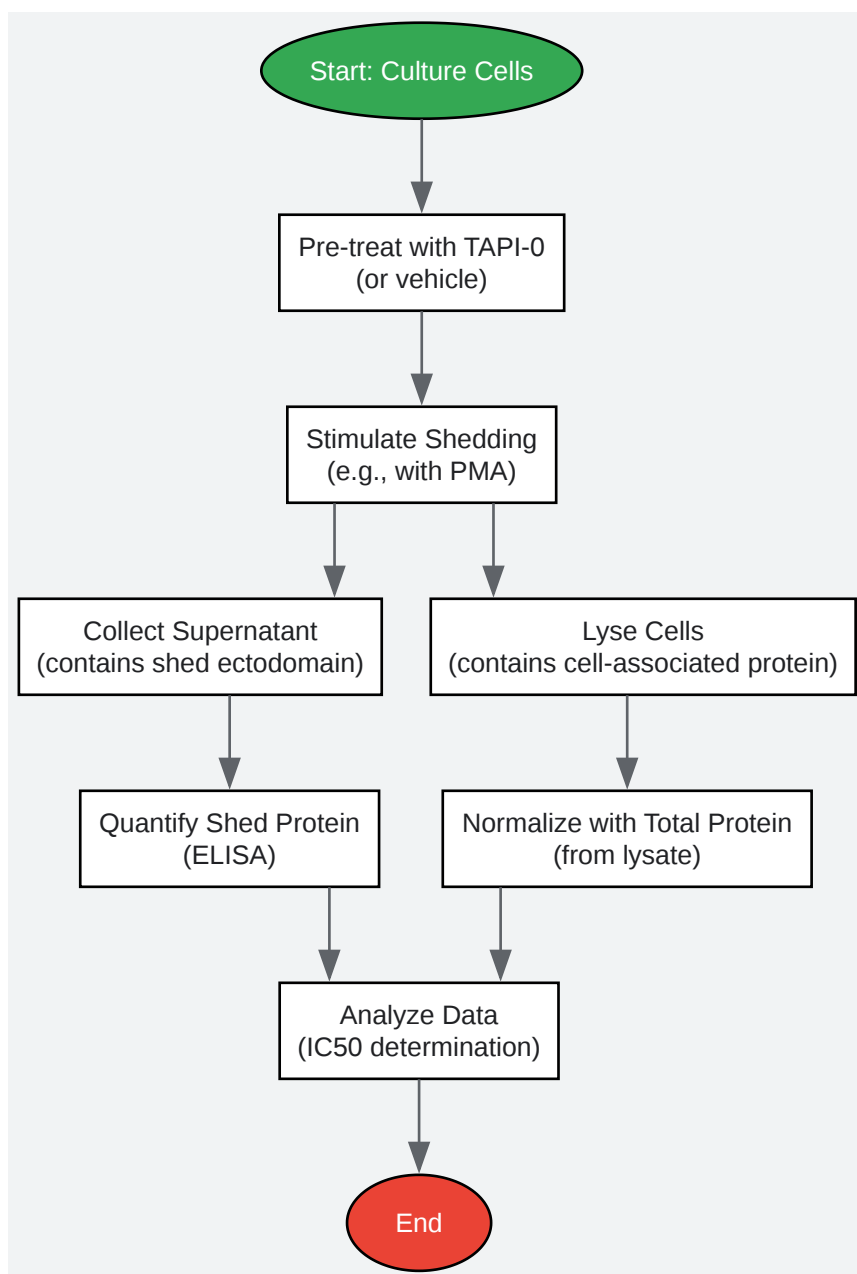 Start: Culture Cells
Pre-treat with TAPI-0
(or vehicle)
Stimulate Shedding
(e.g., with PMA)
Collect Supernatant
(contains shed ectodomain)
Lyse Cells
(contains cell-associated protein)
Quantify Shed Protein
(ELISA)
Normalize with Total Protein
(from lysate)
Analyze Data
(IC50 determination)
End